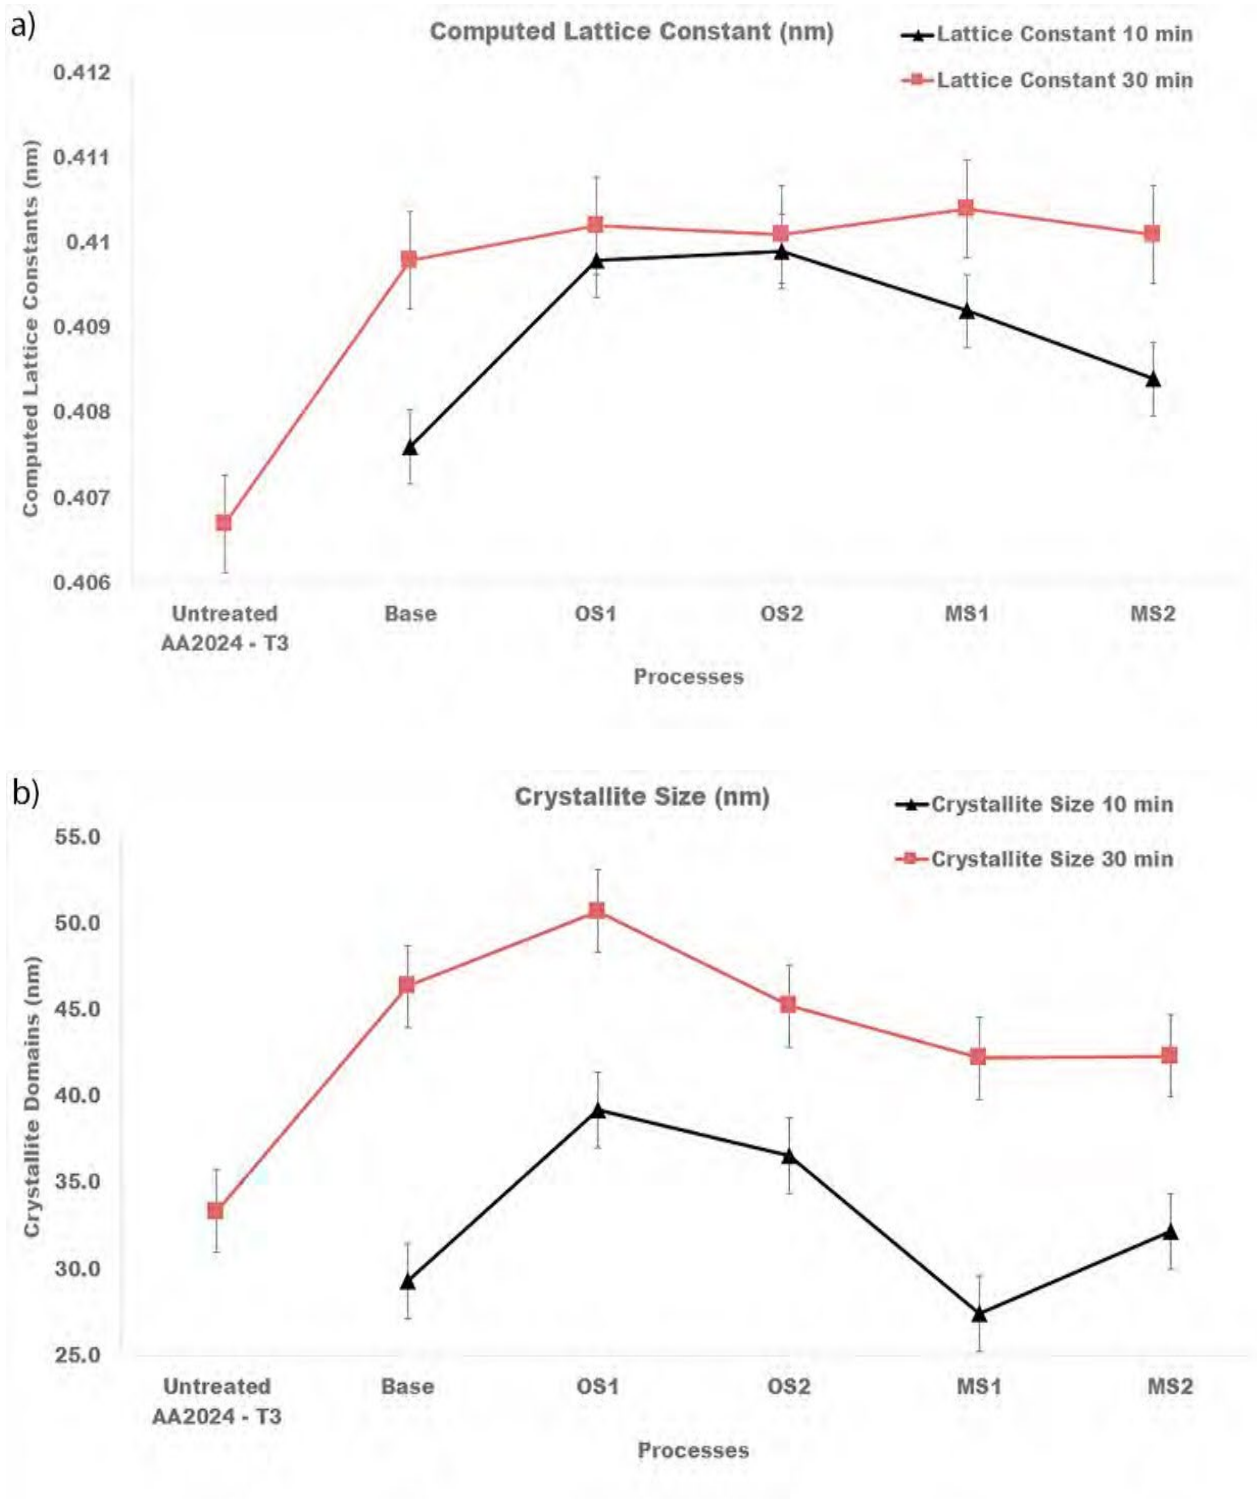 a)
Computed Lattice Constant (nm)
Lattice Constant 10 min
Lattice Constant 30 min
Computed Lattice Constants (nm)
0.412
0.411
0.41
0.409
0.408
0.407
0.406
Untreated
AA2024 - T3
Base
OS1
OS2
MS1
MS2
Processes
b)
Crystallite Size (nm)
Crystallite Size 10 min
Crystallite Size 30 min
Crystallite Domains (nm)
55.0
50.0
45.0
40.0
35.0
30.0
25.0
Untreated
AA2024 - T3
Base
OS1
OS2
MS1
MS2
Processes